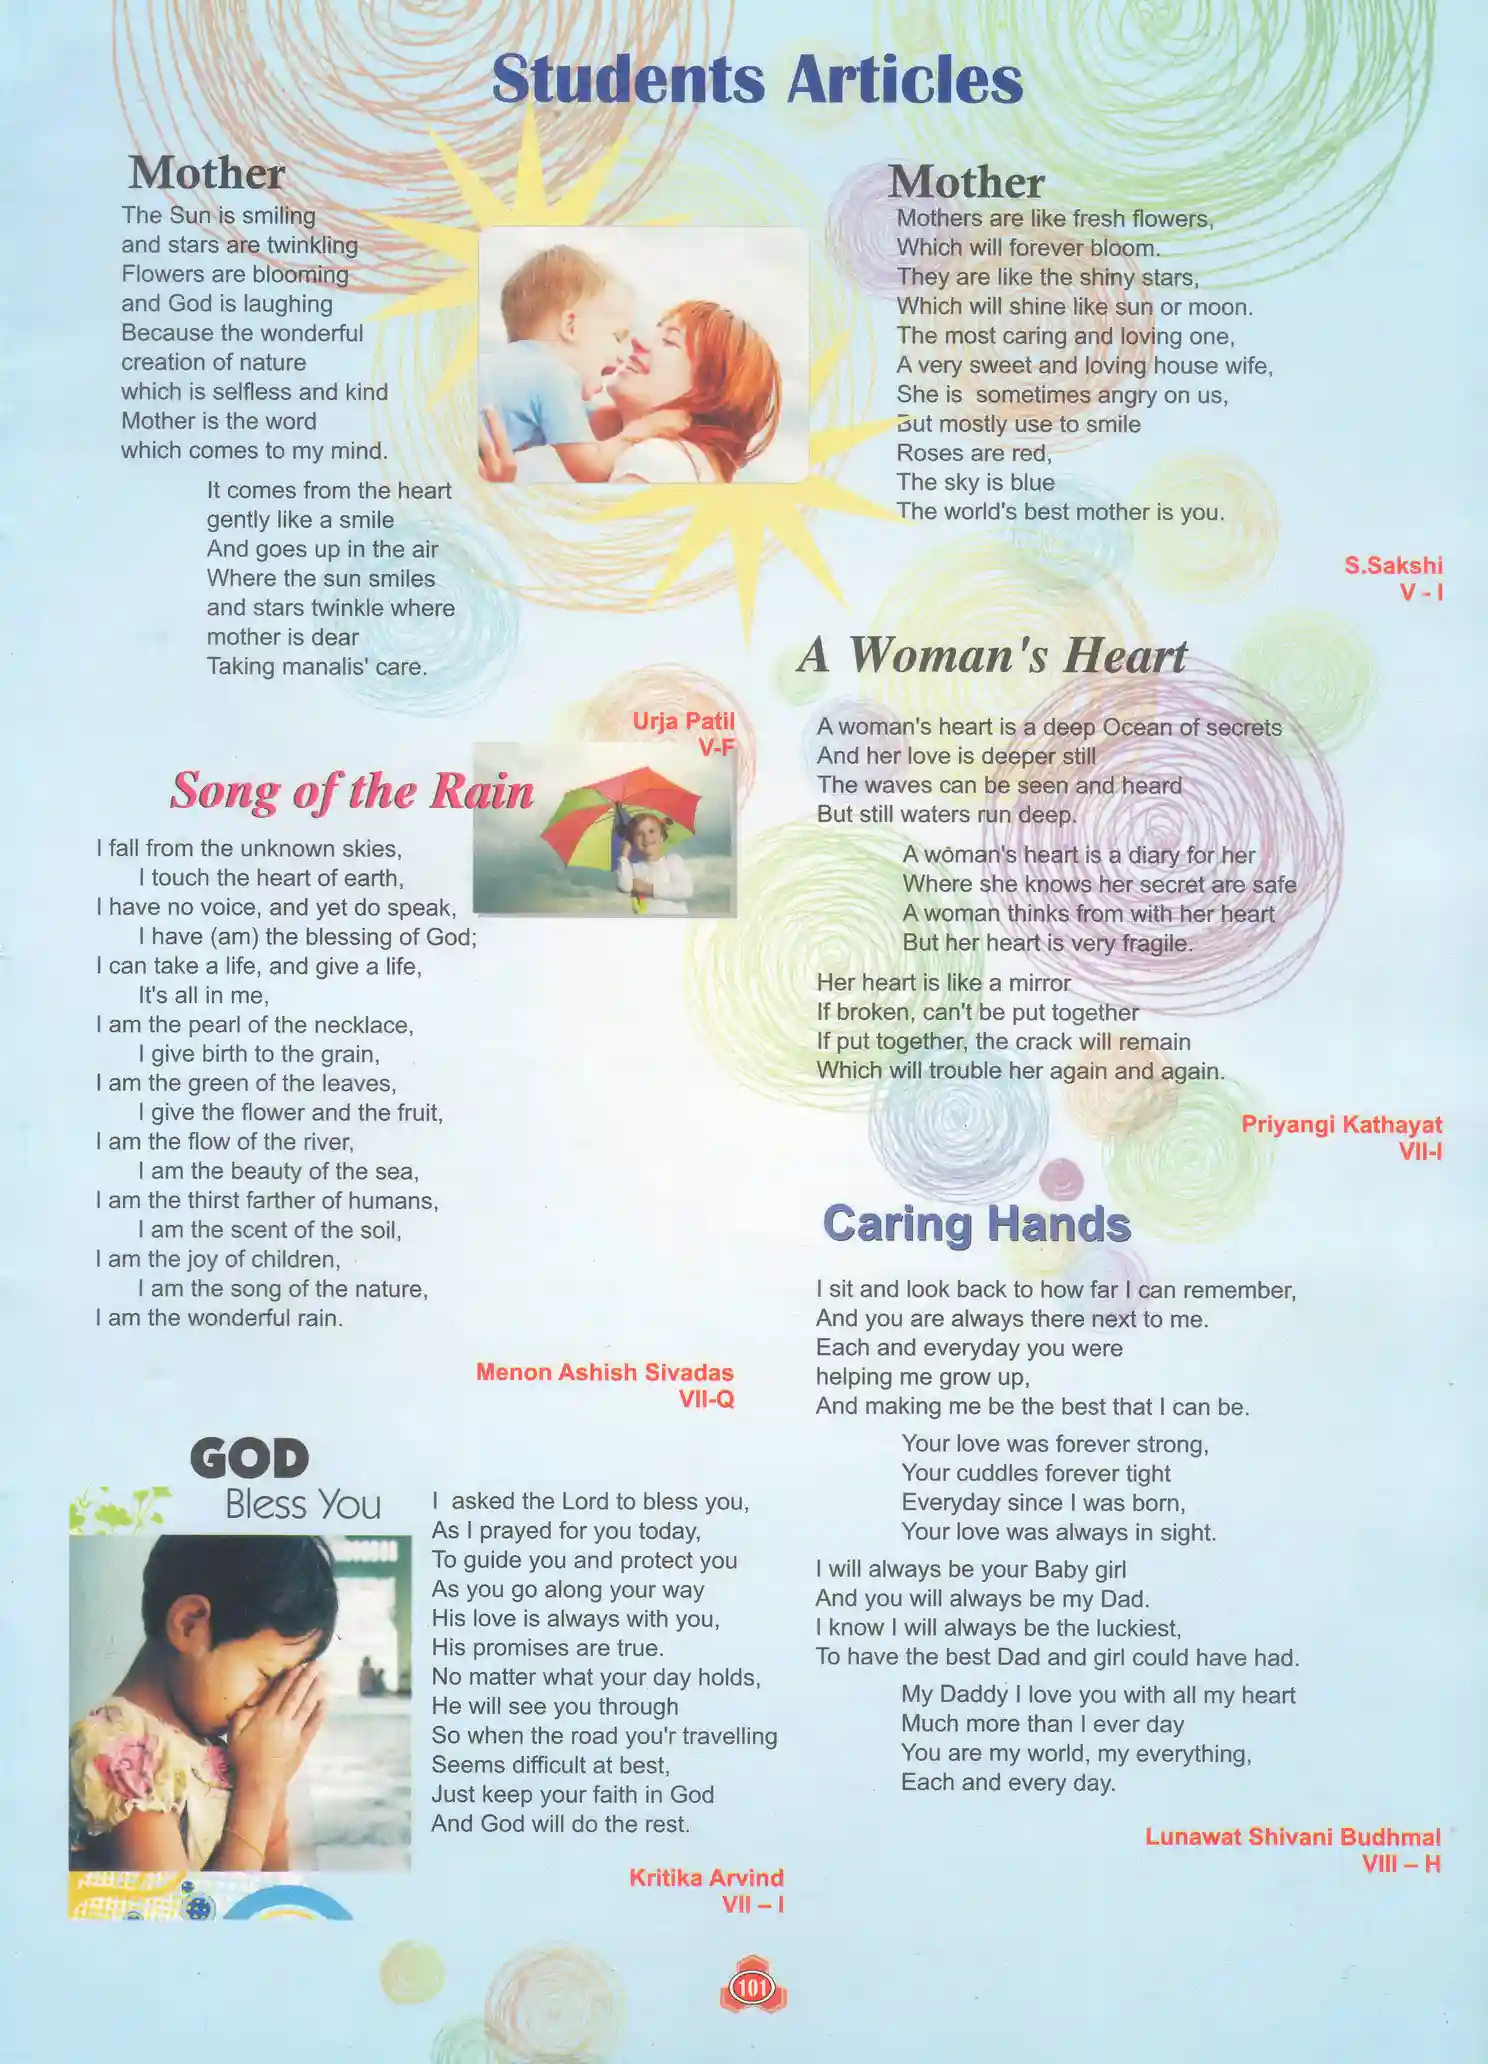 Students Articles
Mother
The Sun is smiling
and stars are twinkling
Flowers are blooming
and God is laughing
Because the wonderful
creation of nature
which is selfless and kind
Mother is the word
which comes to my mind.
It comes from the heart
gently like a smile
And goes up in the air
Where the sun smiles
and stars twinkle where
mother is dear
Taking manalis' care.
Urja Patil
V-F
Song of the Rain
I fall from the unknown skies,
I touch the heart of earth,
I have no voice, and yet do speak,
I have (am) the blessing of God;
I can take a life, and give a life,
It's all in me,
I am the pearl of the necklace,
I give birth to the grain,
I am the green of the leaves,
I give the flower and the fruit,
I am the flow of the river,
I am the beauty of the sea,
I am the thirst farther of humans,
I am the scent of the soil,
I am the joy of children,
I am the song of the nature,
I am the wonderful rain.
Menon Ashish Sivadas
VII-Q
GOD
Bless You
I asked the Lord to bless you,
As I prayed for you today,
To guide you and protect you
As you go along your way
His love is always with you,
His promises are true.
No matter what your day holds,
He will see you through
So when the road you'r travelling
Seems difficult at best,
Just keep your faith in God
And God will do the rest.
Kritika Arvind
VII – I
Mother
Mothers are like fresh flowers,
Which will forever bloom.
They are like the shiny stars,
Which will shine like sun or moon.
The most caring and loving one,
A very sweet and loving house wife,
She is sometimes angry on us,
But mostly use to smile
Roses are red,
The sky is blue
The world's best mother is you.
S.Sakshi
V - I
A Woman's Heart
A woman's heart is a deep Ocean of secrets
And her love is deeper still
The waves can be seen and heard
But still waters run deep.
A woman's heart is a diary for her
Where she knows her secret are safe
A woman thinks from with her heart
But her heart is very fragile.
Her heart is like a mirror
If broken, can't be put together
If put together, the crack will remain
Which will trouble her again and again.
Priyangi Kathayat
VII-I
Caring Hands
I sit and look back to how far I can remember,
And you are always there next to me.
Each and everyday you were
helping me grow up,
And making me be the best that I can be.
Your love was forever strong,
Your cuddles forever tight
Everyday since I was born,
Your love was always in sight.
I will always be your Baby girl
And you will always be my Dad.
I know I will always be the luckiest,
To have the best Dad and girl could have had.
My Daddy I love you with all my heart
Much more than I ever day
You are my world, my everything,
Each and every day.
Lunawat Shivani Budhmal
VIII – H
101